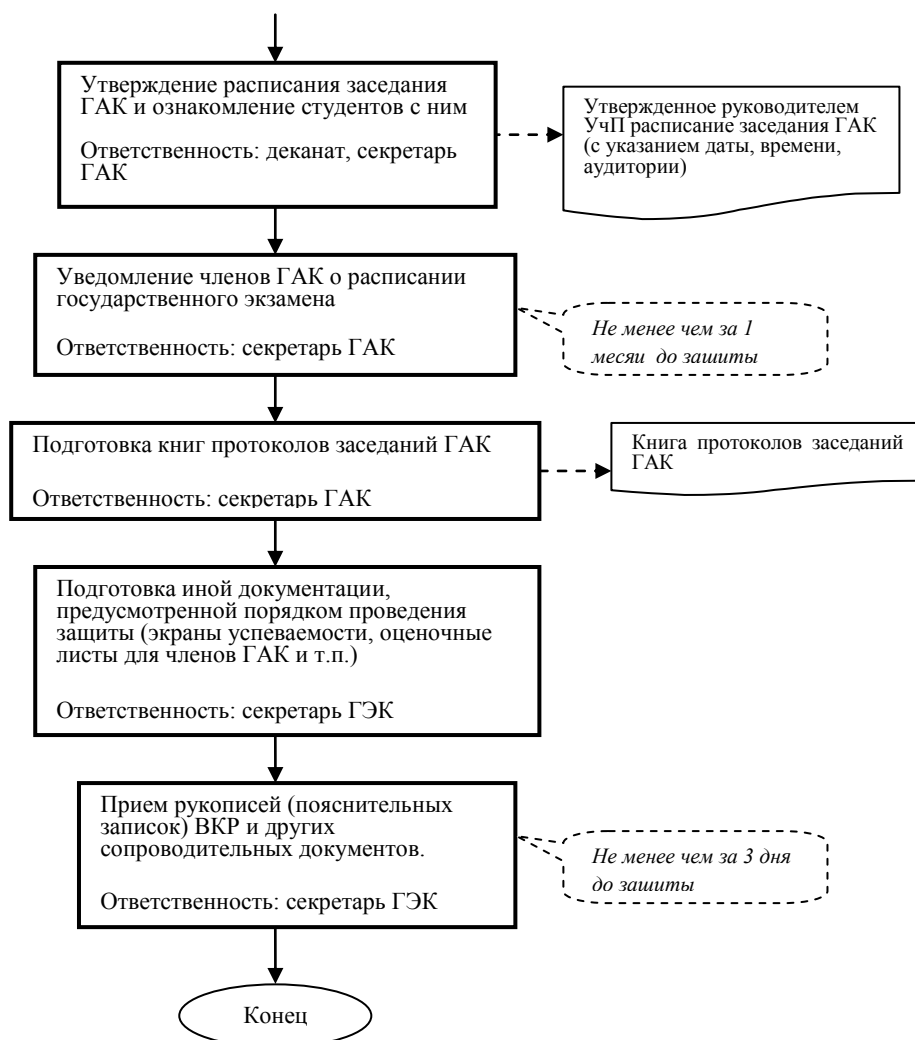 Утверждение расписания заседания
ГАК и ознакомление студентов с ним
Ответственность: деканат, секретарь
ГАК
Утвержденное руководителем
УчП расписание заседания ГАК
(с указанием даты, времени,
аудитории)
Уведомление членов ГАК о расписании
государственного экзамена
Ответственность: секретарь ГАК
Не менее чем за 1
месяи до зашиты
Подготовка книг протоколов заседаний ГАК
Ответственность: секретарь ГАК
Книга протоколов заседаний
ГАК
Подготовка иной документации,
предусмотренной порядком проведения
защиты (экраны успеваемости, оценочные
листы для членов ГАК и т.п.)
Ответственность: секретарь ГЭК
Прием рукописей (пояснительных
записок) ВКР и других
сопроводительных документов.
Ответственность: секретарь ГЭК
Не менее чем за 3 дня
до зашиты
Конец